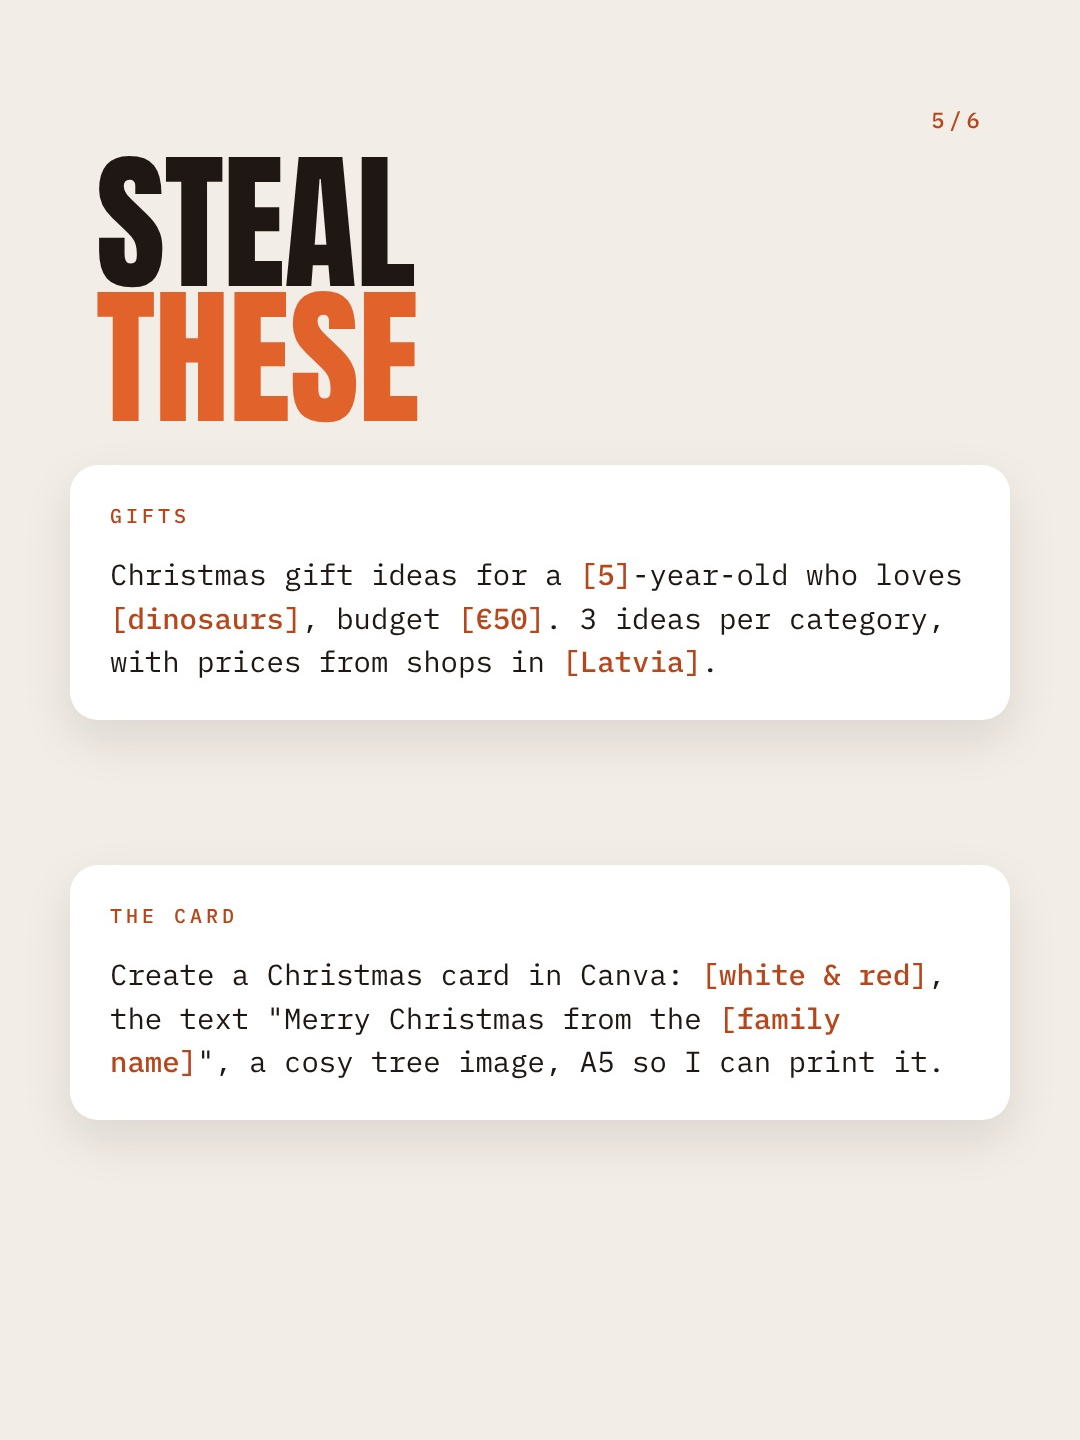 5/6
STEAL
THESE
GIFTS
Christmas gift ideas for a [5]-year-old who loves
[dinosaurs], budget [€50]. 3 ideas per category,
with prices from shops in [Latvia].
THE CARD
Create a Christmas card in Canva: [white & red],
the text "Merry Christmas from the [family
name]", a cosy tree image, A5 so I can print it.